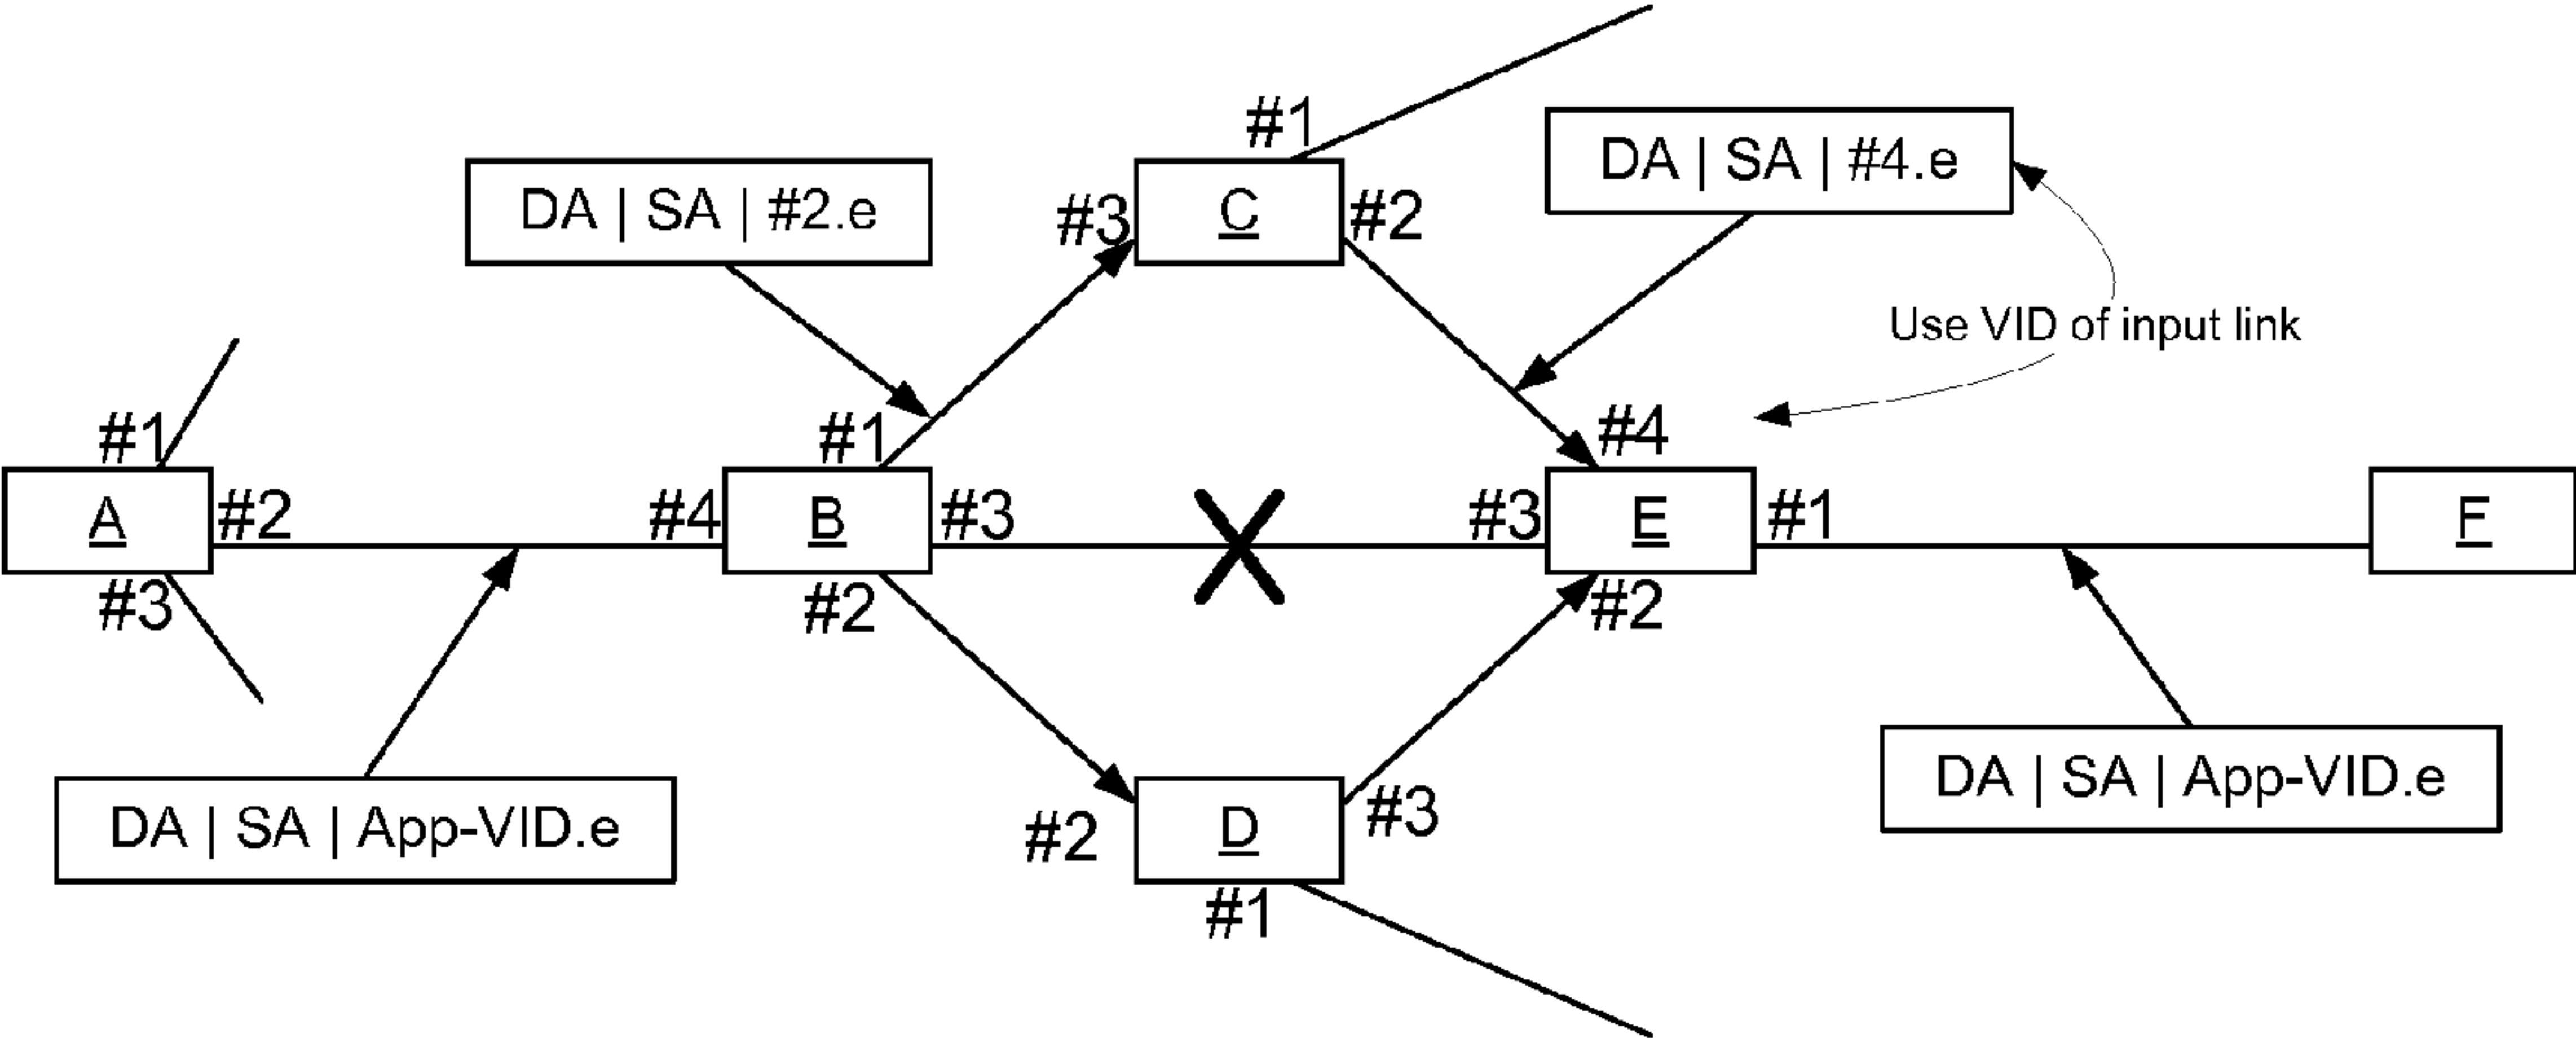 #1
DA | SA | #4.e
DA | SA | #2.e
#3
C
#2
Use VID of input link
#1
#1
#4
A
#2
#4
B
#3
#3
E
#1
F
#3
#2
#2
DA | SA | App-VID.e
#2
D
#3
DA | SA | App-VID.e
#1